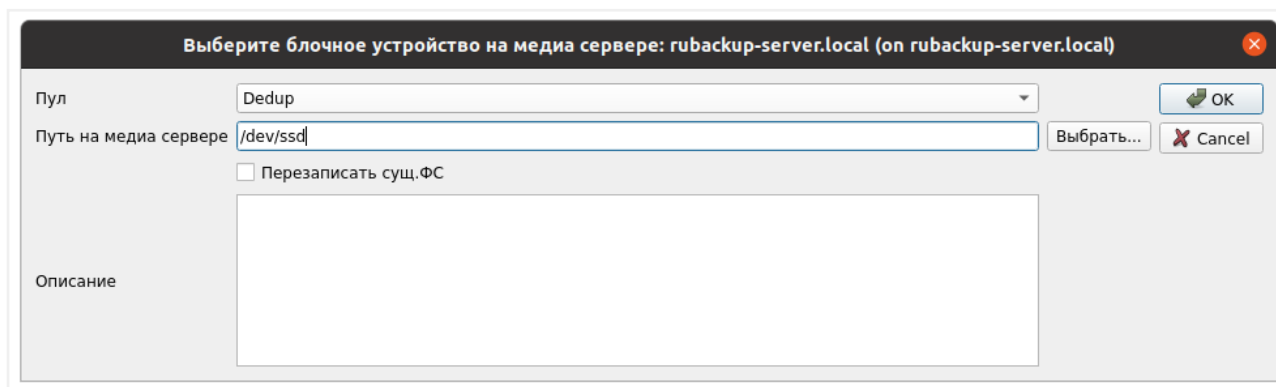 Выберите блочное устройство на медиа сервере: rubackup-server.local (on rubackup-server.local)
Пул Dedup OK
Путь на медиа сервере /dev/ssd Выбрать... Cancel
Перезаписать сущ.ФС
Описание